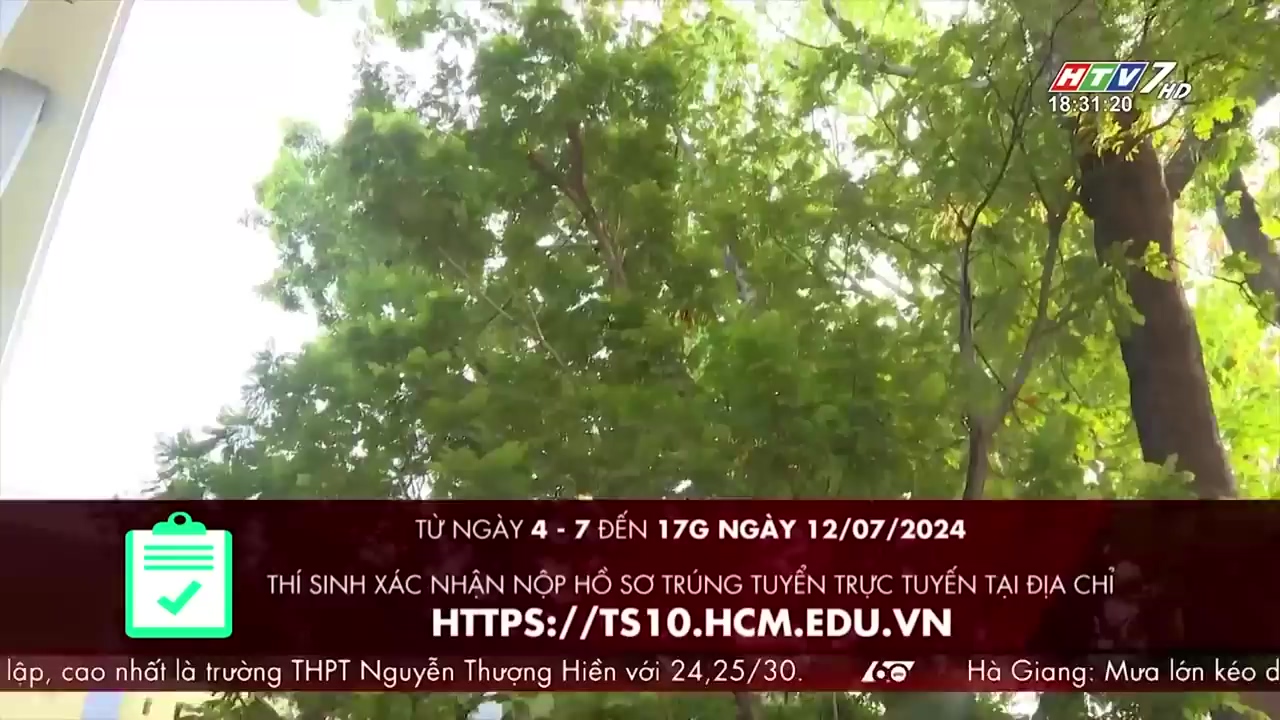 HTV7 HD
18:31:20
TỪ NGÀY 4 - 7 ĐẾN 17G NGÀY 12/07/2024
THÍ SINH XÁC NHẬN NỘP HỒ SƠ TRÚNG TUYỂN TRỰC TUYẾN TẠI ĐỊA CHỈ
HTTPS://TS10.HCM.EDU.VN
lập, cao nhất là trường THPT Nguyễn Thượng Hiền với 24,25/30. 60 Hà Giang: Mưa lớn kéo d